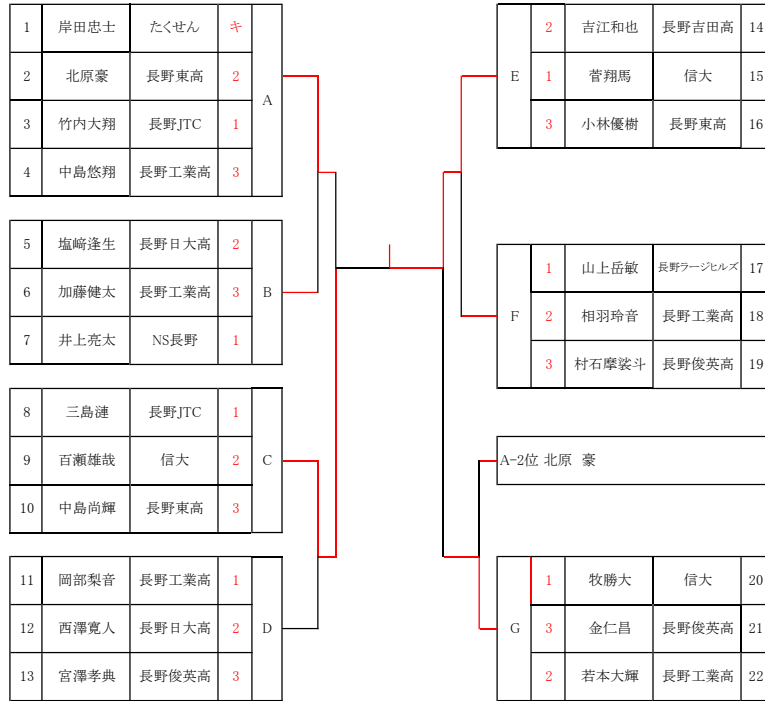 1 岸田忠士 たくせん キ
2 北原豪 長野東高 2
3 竹内大翔 長野JTC 1
4 中島悠翔 長野工業高 3
A
5 塩﨑逢生 長野日大高 2
6 加藤健太 長野工業高 3
7 井上亮太 NS長野 1
B
8 三島漣 長野JTC 1
9 百瀬雄哉 信大 2
10 中島尚輝 長野東高 3
C
11 岡部梨音 長野工業高 1
12 西澤寛人 長野日大高 2
13 宮澤孝典 長野俊英高 3
D
E
2 吉江和也 長野吉田高 14
1 菅翔馬 信大 15
3 小林優樹 長野東高 16
F
1 山上岳敏 長野ラージヒルズ 17
2 相羽玲音 長野工業高 18
3 村石摩裟斗 長野俊英高 19
A-2位 北原 豪
G
1 牧勝大 信大 20
3 金仁昌 長野俊英高 21
2 若本大輝 長野工業高 22